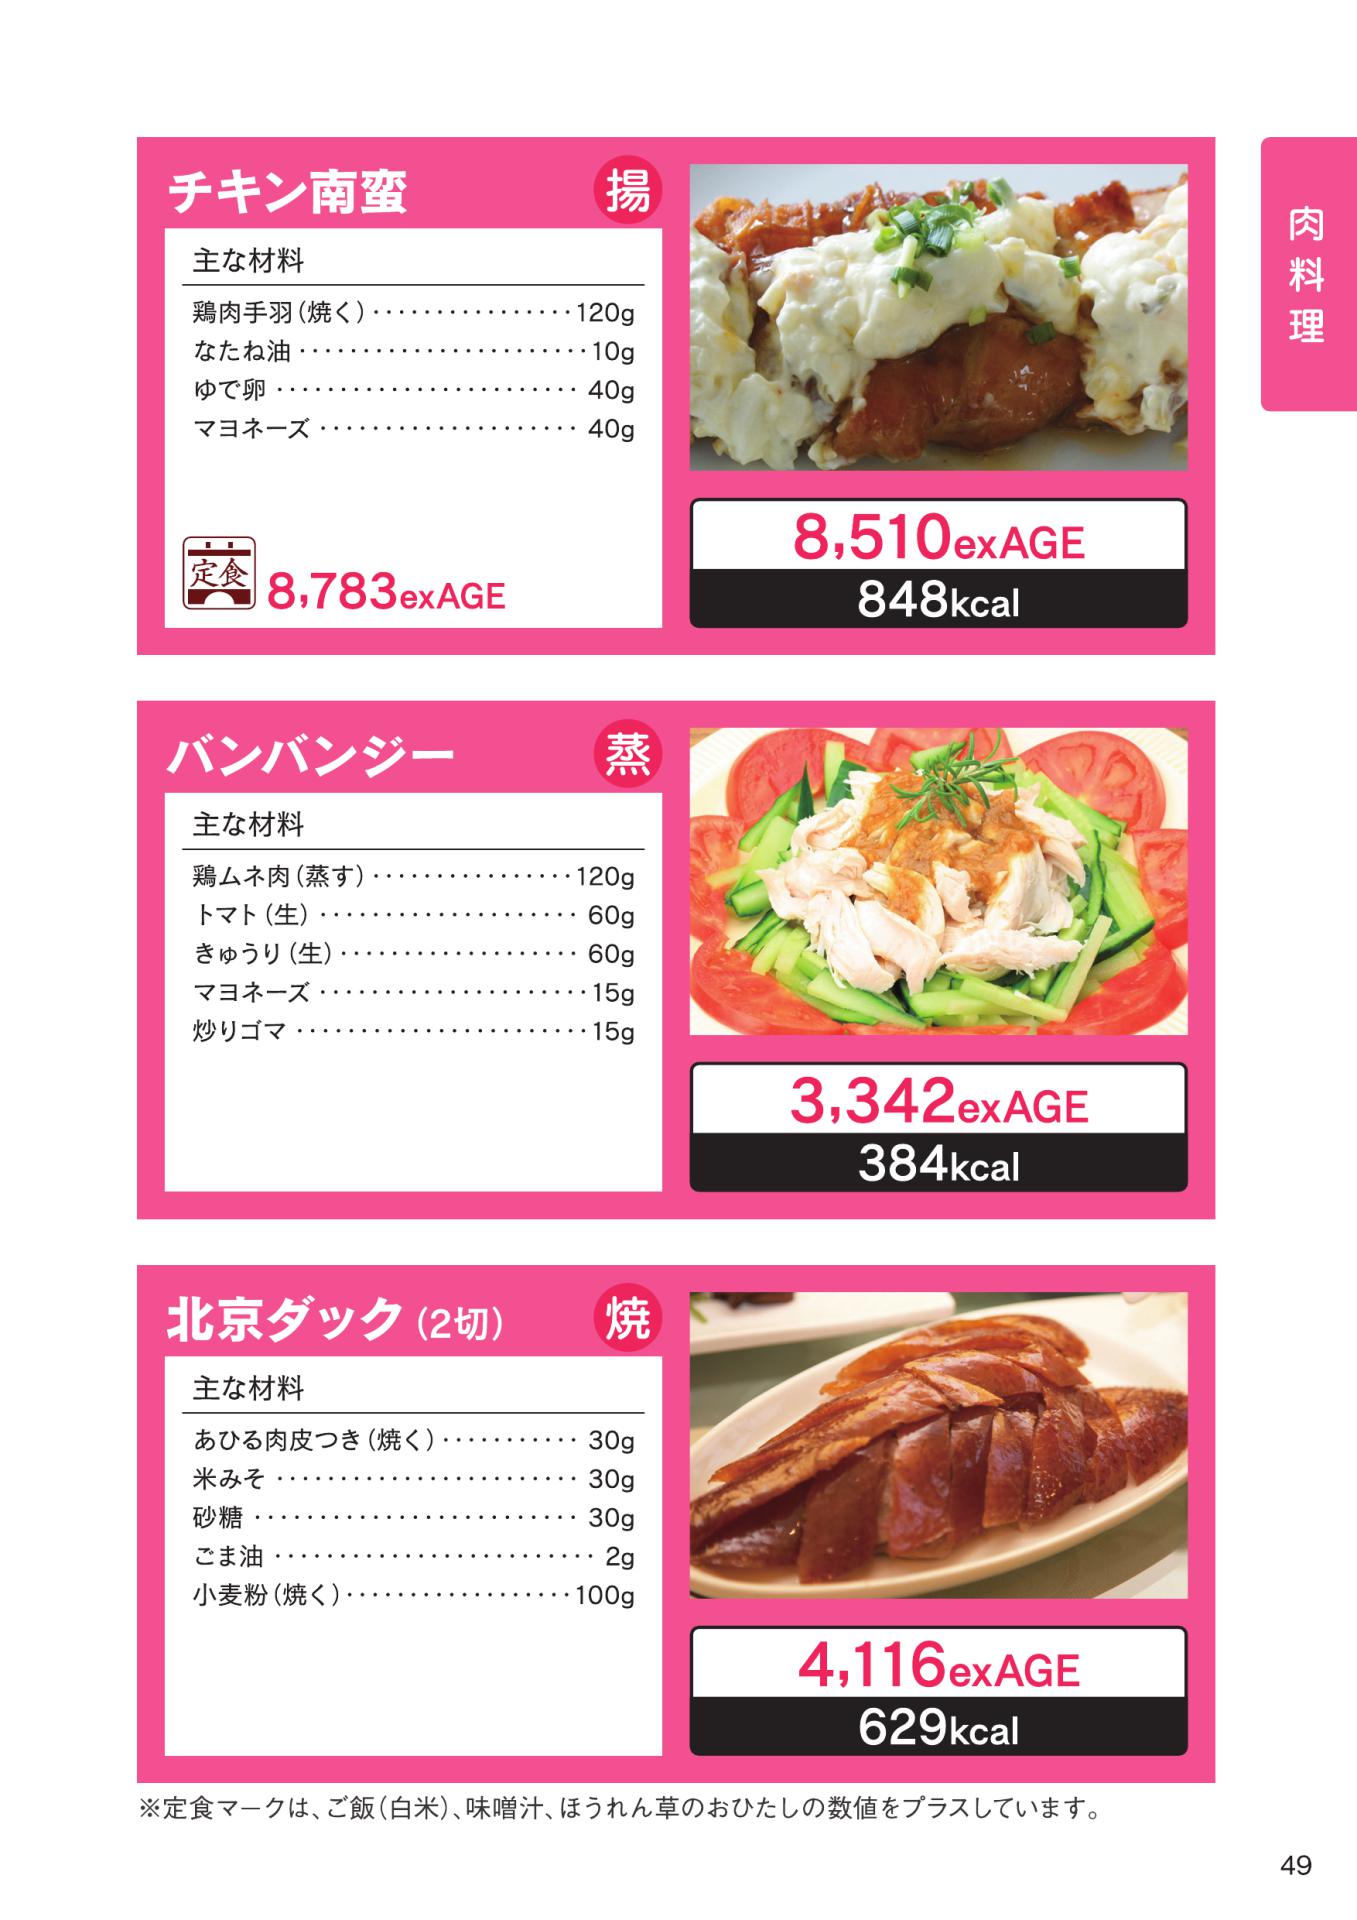 肉料理
チキン南蛮 揚
主な材料
鶏肉手羽(焼く)················120g
なたね油·······················10g
ゆで卵························40g
マヨネーズ·····················40g
定食 8,783exAGE
8,510exAGE
848kcal
バンバンジー 蒸
主な材料
鶏ムネ肉(蒸す)················120g
トマト(生)·····················60g
きゅうり(生)···················60g
マヨネーズ·····················15g
炒りゴマ·······················15g
3,342exAGE
384kcal
北京ダック(2切) 焼
主な材料
あひる肉皮つき(焼く)···········30g
米みそ························30g
砂糖··························30g
ごま油·························2g
小麦粉(焼く)··················100g
4,116exAGE
629kcal
※定食マークは、ご飯(白米)、味噌汁、ほうれん草のおひたしの数値をプラスしています。
49